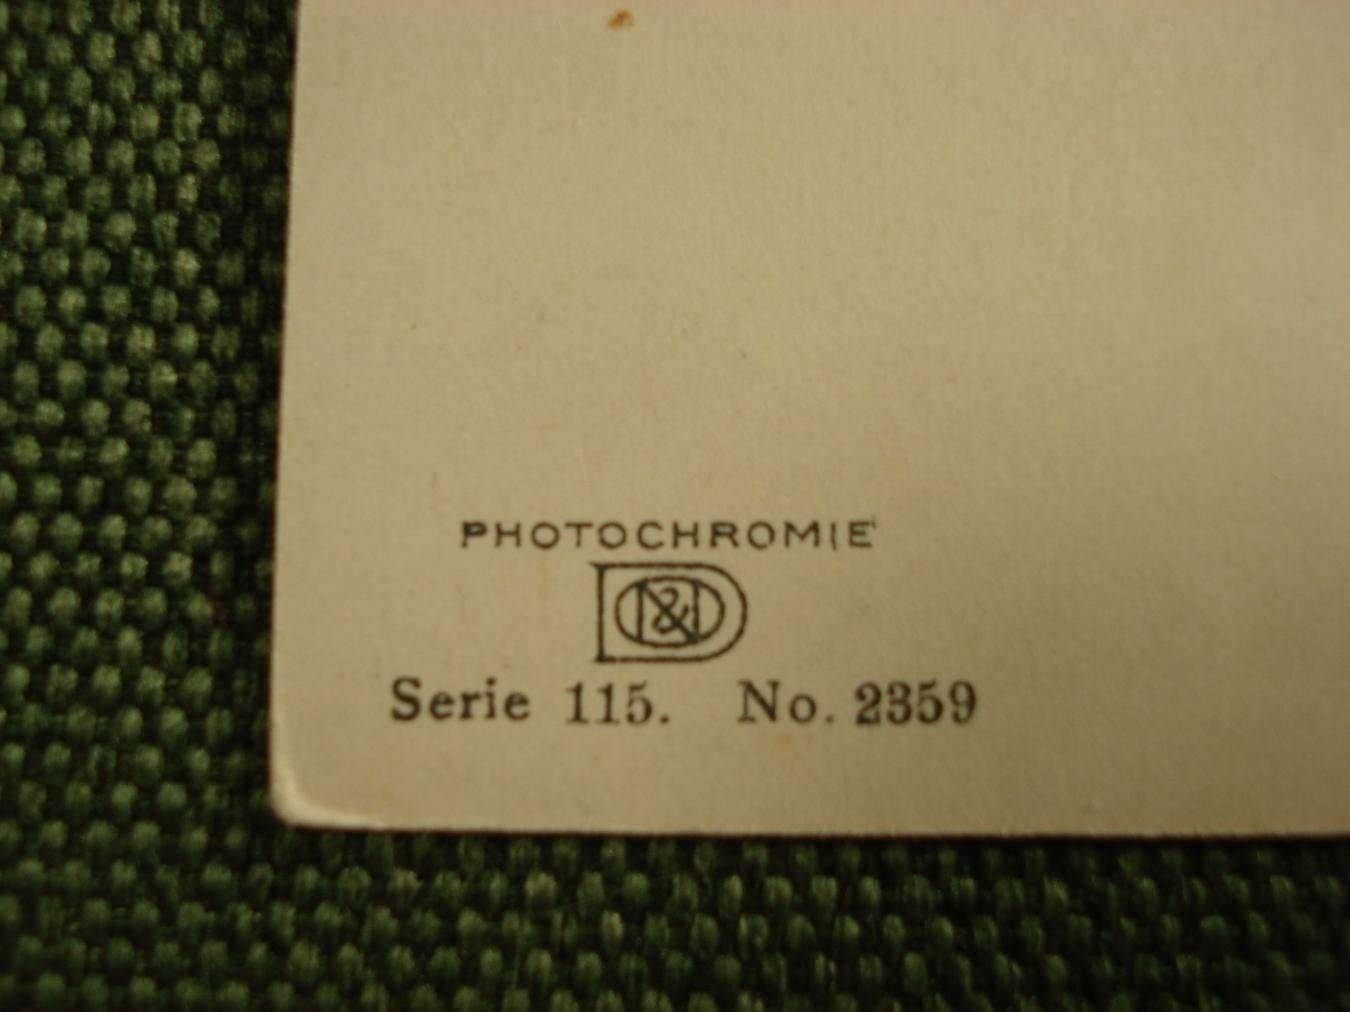 PHOTOCHROMIE
Serie 115. No. 2359